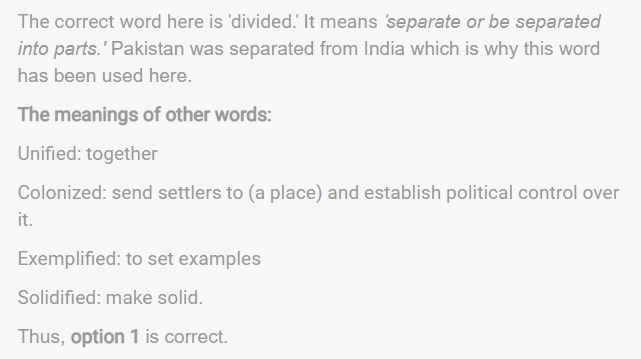 The correct word here is 'divided.' It means 'separate or be separated
into parts.' Pakistan was separated from India which is why this word
has been used here.
The meanings of other words:
Unified: together
Colonized: send settlers to (a place) and establish political control over
it.
Exemplified: to set examples
Solidified: make solid.
Thus, option 1 is correct.